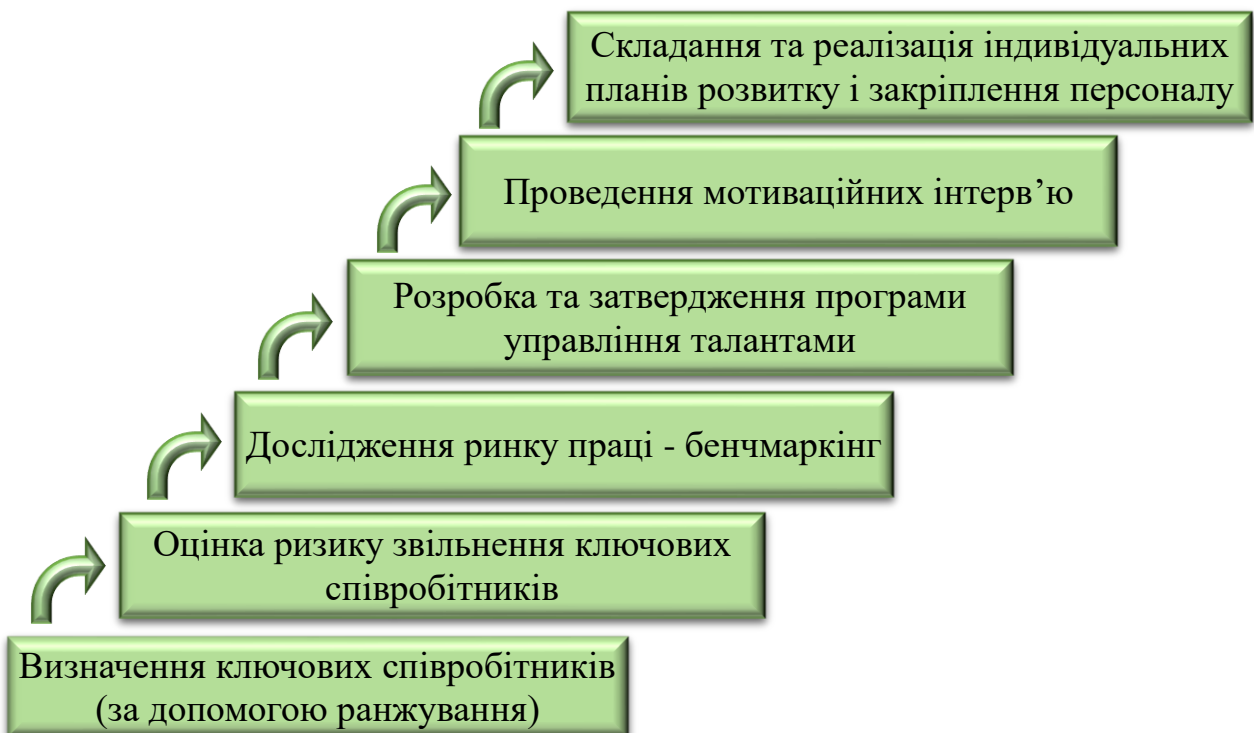 Складання та реалізація індивідуальних
планів розвитку і закріплення персоналу
Проведення мотиваційних інтерв’ю
Розробка та затвердження програми
управління талантами
Дослідження ринку праці - бенчмаркінг
Оцінка ризику звільнення ключових
співробітників
Визначення ключових співробітників
(за допомогою ранжування)